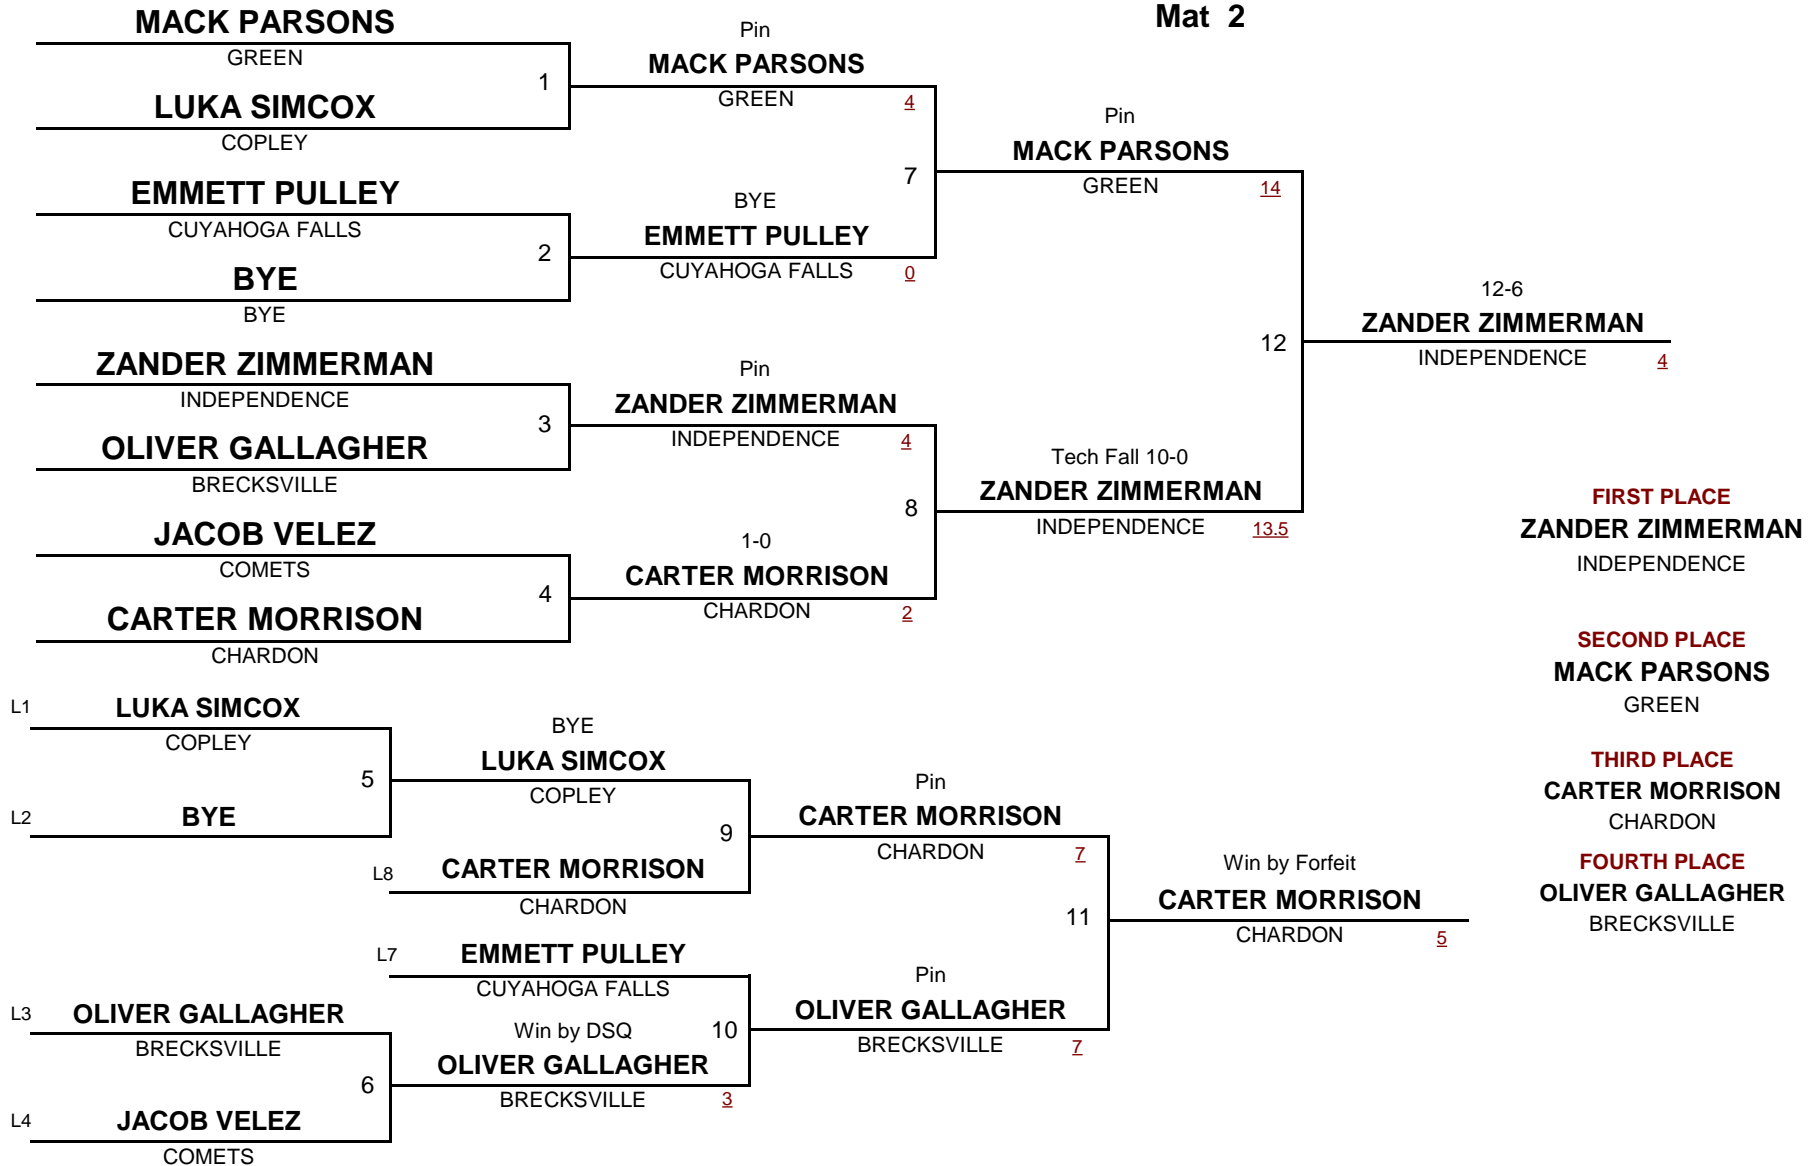 Mat 2
MACK PARSONS
GREEN
1
LUKA SIMCOX
COPLEY
EMMETT PULLEY
CUYAHOGA FALLS
2
BYE
BYE
ZANDER ZIMMERMAN
INDEPENDENCE
3
OLIVER GALLAGHER
BRECKSVILLE
JACOB VELEZ
COMETS
4
CARTER MORRISON
CHARDON
Pin
MACK PARSONS
GREEN 4
7
BYE
EMMETT PULLEY
CUYAHOGA FALLS 0
Pin
ZANDER ZIMMERMAN
INDEPENDENCE 4
8
1-0
CARTER MORRISON
CHARDON 2
Pin
MACK PARSONS
GREEN 14
12
Tech Fall 10-0
ZANDER ZIMMERMAN
INDEPENDENCE 13.5
12-6
ZANDER ZIMMERMAN
INDEPENDENCE 4
L1 LUKA SIMCOX
COPLEY
5
L2 BYE
L3 OLIVER GALLAGHER
BRECKSVILLE
6
L4 JACOB VELEZ
COMETS
BYE
LUKA SIMCOX
COPLEY
9
L8 CARTER MORRISON
CHARDON
L7 EMMETT PULLEY
CUYAHOGA FALLS
10
Win by DSQ
OLIVER GALLAGHER
BRECKSVILLE 3
Pin
CARTER MORRISON
CHARDON 7
11
Pin
OLIVER GALLAGHER
BRECKSVILLE 7
Win by Forfeit
CARTER MORRISON
CHARDON 5
FIRST PLACE
ZANDER ZIMMERMAN
INDEPENDENCE
SECOND PLACE
MACK PARSONS
GREEN
THIRD PLACE
CARTER MORRISON
CHARDON
FOURTH PLACE
OLIVER GALLAGHER
BRECKSVILLE